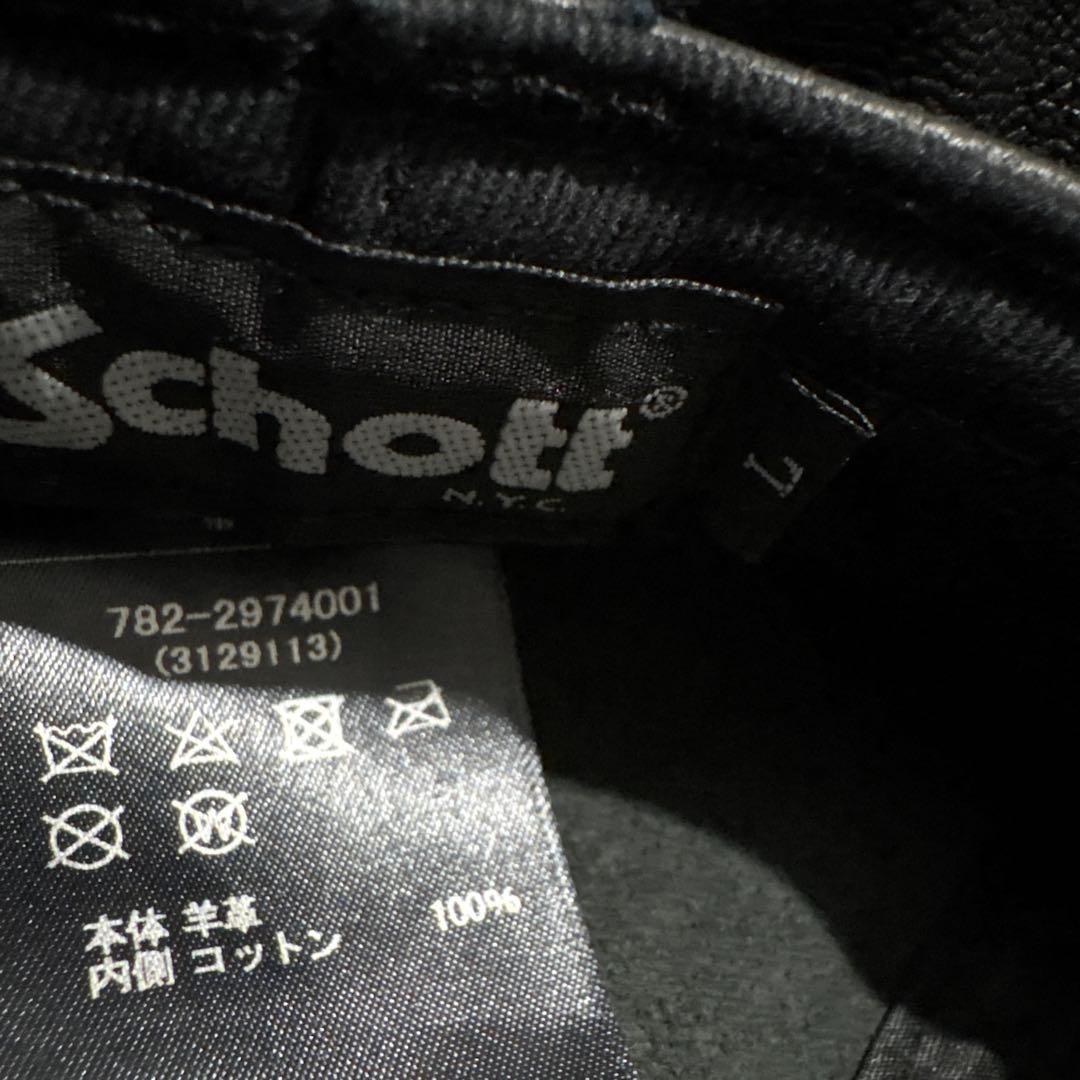 Schott®
N.Y.C.
L
782-2974001
(3129113)
W
本体 羊革
内側 コットン 100%